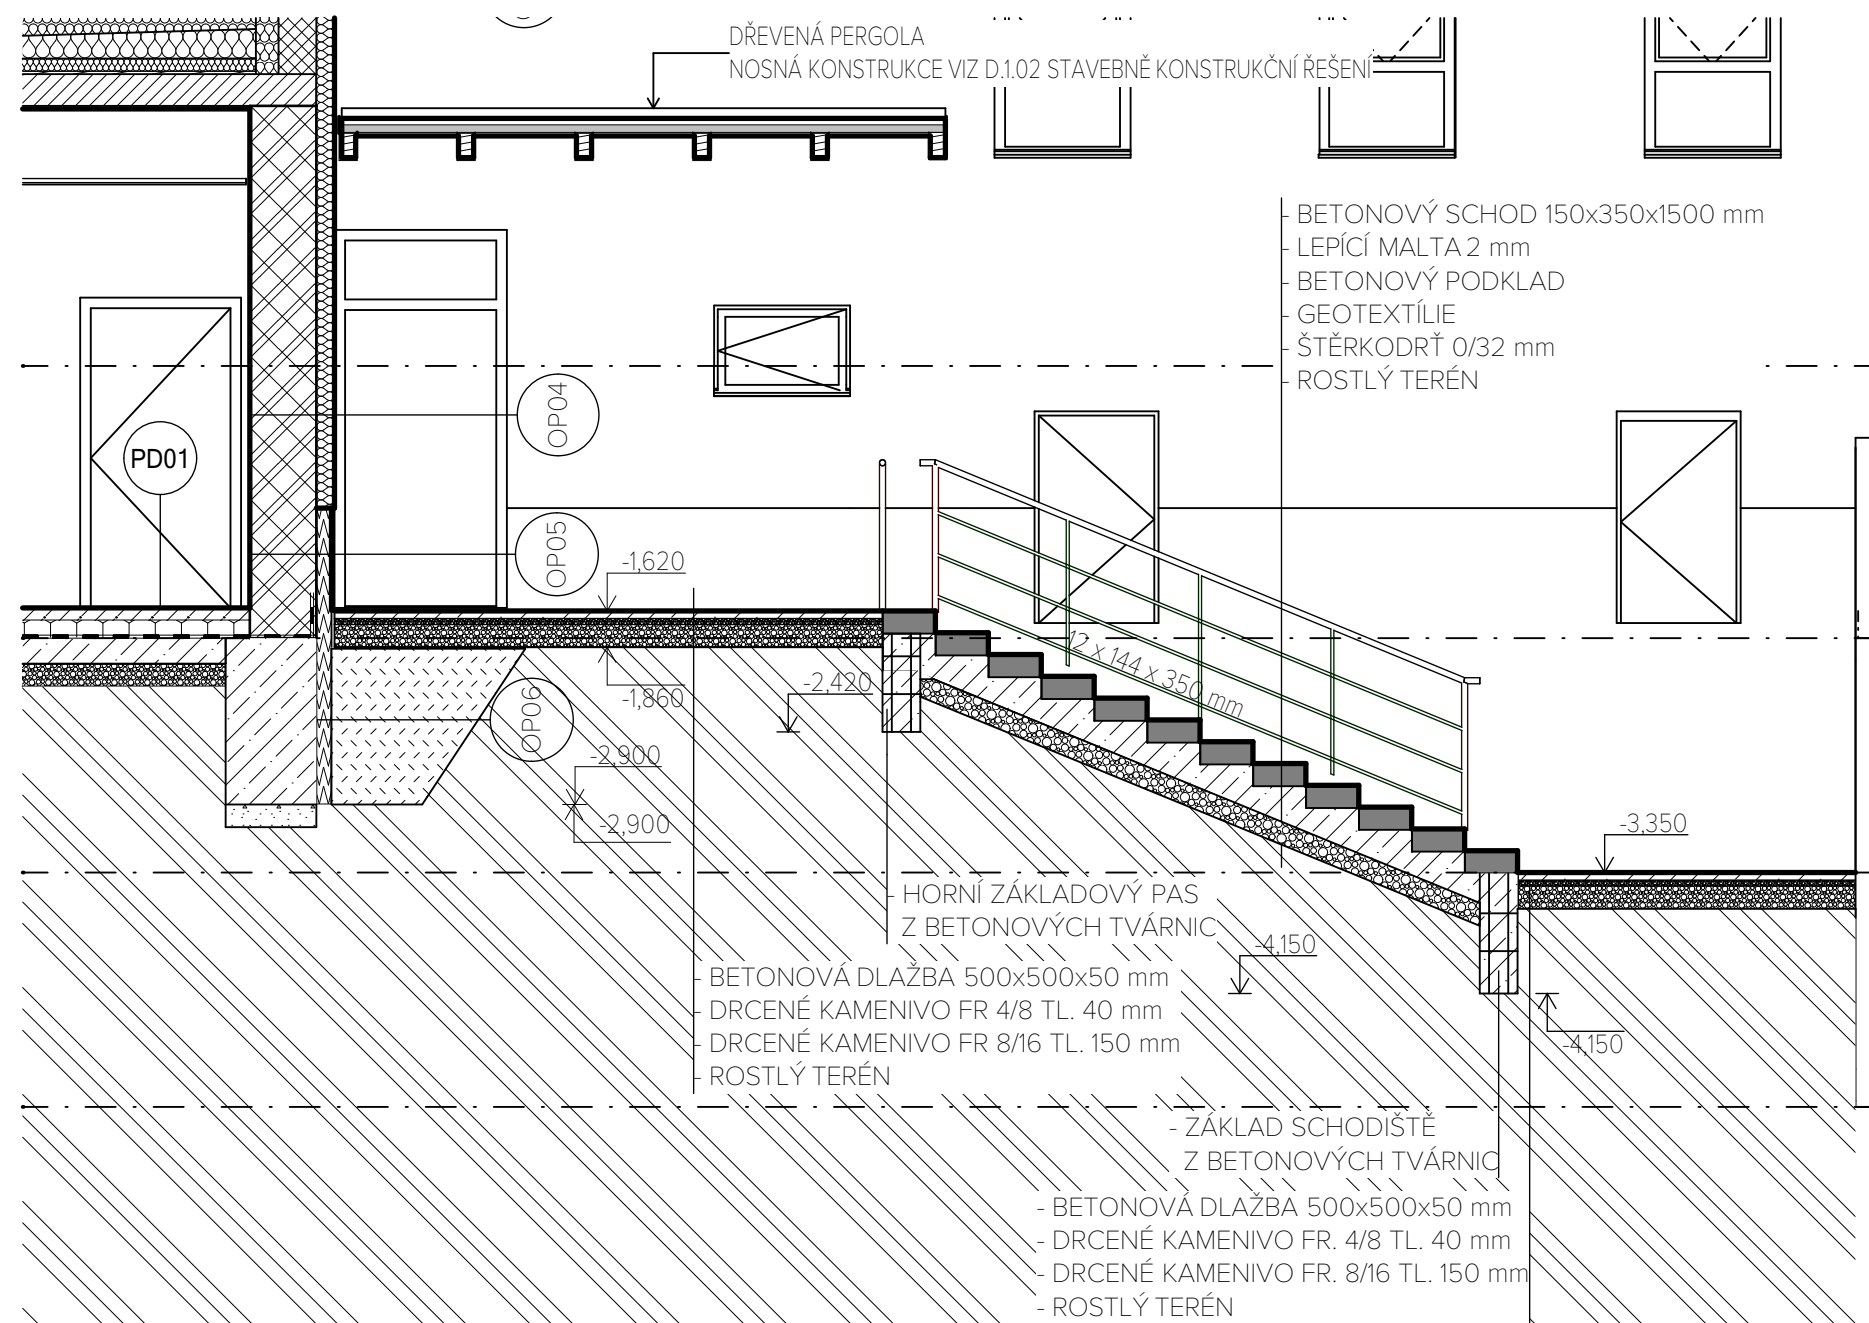 DŘEVENÁ PERGOLA
NOSNÁ KONSTRUKCE VIZ D.1.02 STAVEBNĚ KONSTRUKČNÍ ŘEŠENÍ
- BETONOVÝ SCHOD 150x350x1500 mm
- LEPÍCÍ MALTA 2 mm
- BETONOVÝ PODKLAD
- GEOTEXTÍLIE
- ŠTĚRKODRŤ 0/32 mm
- ROSTLÝ TERÉN
OP04
PD01
OP05
-1,620
12 x 144 x 350 mm
-2,420
-1,860
OP06
-2,900
-2,900
-3,350
- HORNÍ ZÁKLADOVÝ PAS
Z BETONOVÝCH TVÁRNIC
-4,150
- BETONOVÁ DLAŽBA 500x500x50 mm
- DRCENÉ KAMENIVO FR 4/8 TL. 40 mm
- DRCENÉ KAMENIVO FR 8/16 TL. 150 mm
- ROSTLÝ TERÉN
-4,150
- ZÁKLAD SCHODIŠTĚ
Z BETONOVÝCH TVÁRNIC
- BETONOVÁ DLAŽBA 500x500x50 mm
- DRCENÉ KAMENIVO FR. 4/8 TL. 40 mm
- DRCENÉ KAMENIVO FR. 8/16 TL. 150 mm
- ROSTLÝ TERÉN